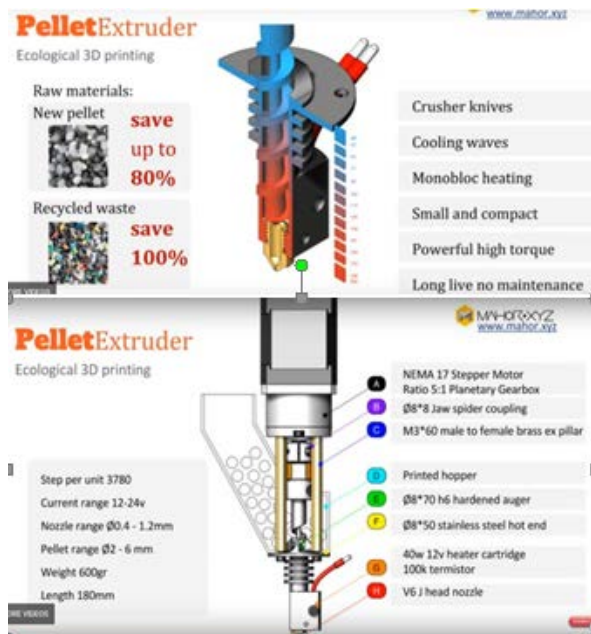 PelletExtruder
www.mahor.xyz
Ecological 3D printing
Raw materials:
New pellet
save
up to
80%
Recycled waste
save
100%
Crusher knives
Cooling waves
Monobloc heating
Small and compact
Powerful high torque
Long live no maintenance
MAHOR•XYZ
www.mahor.xyz
PelletExtruder
Ecological 3D printing
A
NEMA 17 Stepper Motor
Ratio 5:1 Planetary Gearbox
B
Ø8*8 Jaw spider coupling
C
M3*60 male to female brass ex pillar
D
Printed hopper
E
Ø8*70 h6 hardened auger
F
Ø8*50 stainless steel hot end
G
40w 12v heater cartridge
100k termistor
H
V6 J head nozzle
Step per unit 3780
Current range 12-24v
Nozzle range Ø0.4 - 1.2mm
Pellet range Ø2 - 6 mm
Weight 600gr
Length 180mm
ORE VIDEOS